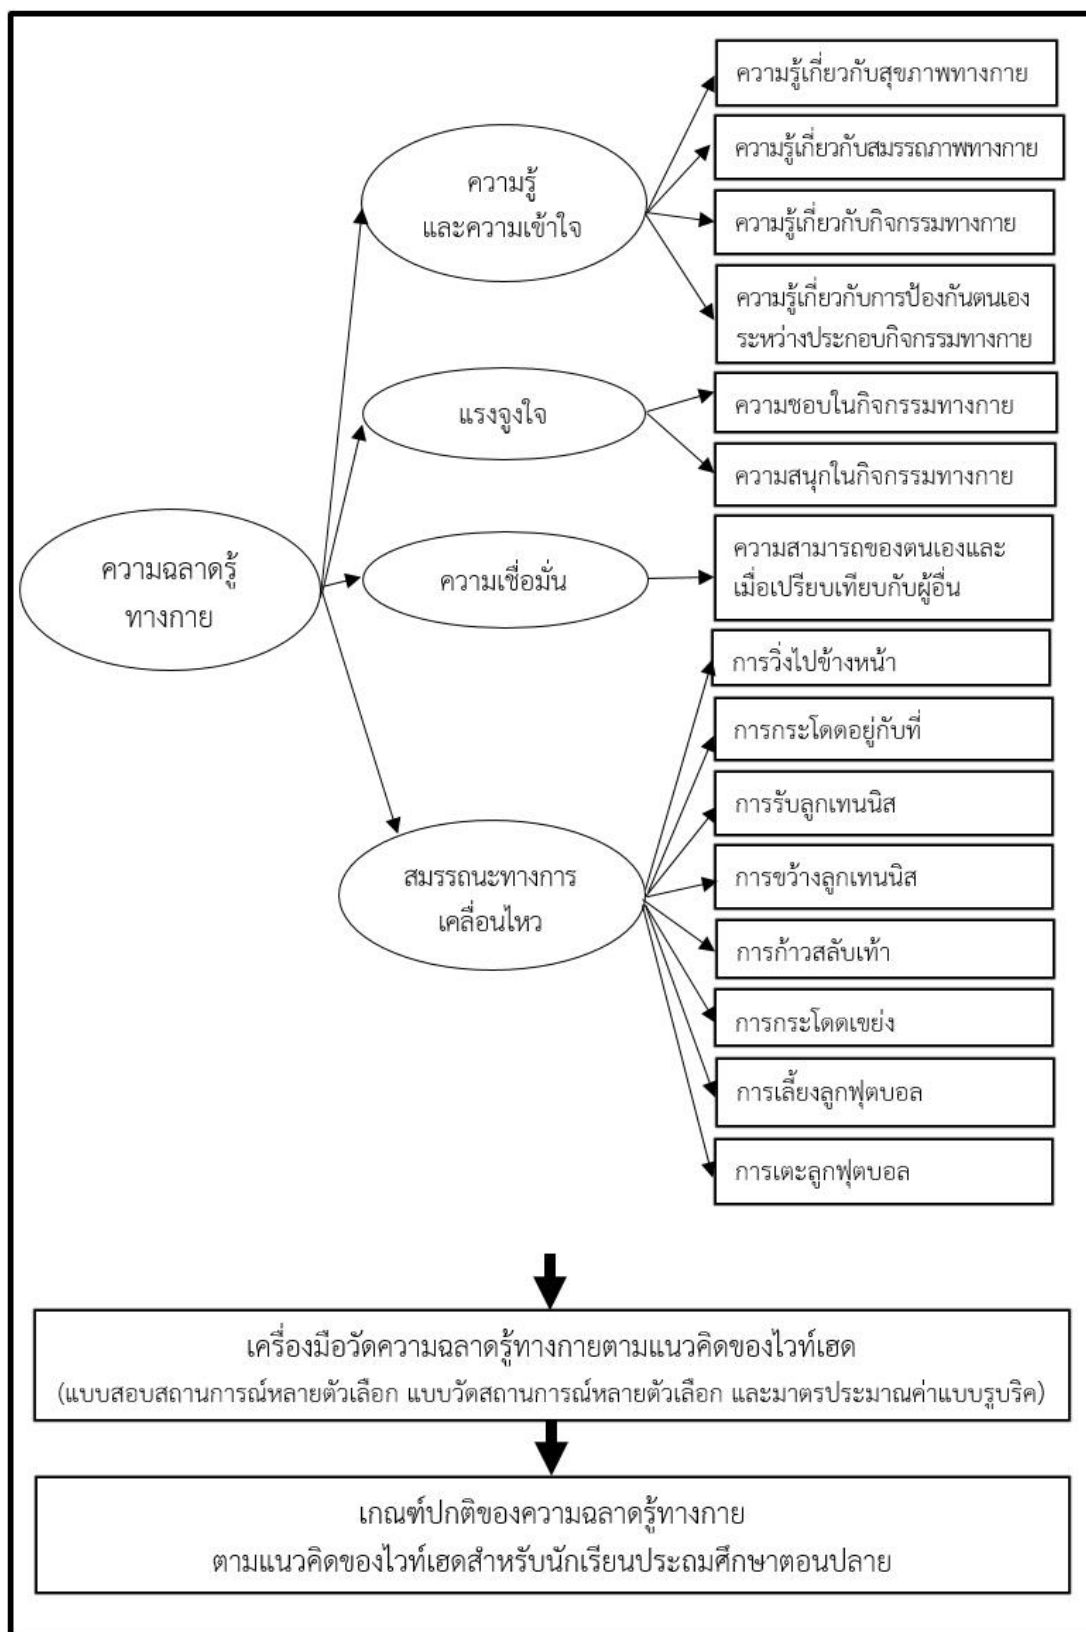 ความรู้เกี่ยวกับสุขภาพทางกาย
ความรู้เกี่ยวกับสมรรถภาพทางกาย
ความรู้เกี่ยวกับกิจกรรมทางกาย
ความรู้เกี่ยวกับการป้องกันตนเอง
ระหว่างประกอบกิจกรรมทางกาย
ความรู้
และความเข้าใจ
ความชอบในกิจกรรมทางกาย
ความสนุกในกิจกรรมทางกาย
แรงจูงใจ
ความสามารถของตนเองและ
เมื่อเปรียบเทียบกับผู้อื่น
ความเชื่อมั่น
ความฉลาดรู้
ทางกาย
การวิ่งไปข้างหน้า
การกระโดดอยู่กับที่
การรับลูกเทนนิส
การขว้างลูกเทนนิส
การก้าวสลับเท้า
การกระโดดเขย่ง
การเลี้ยงลูกฟุตบอล
การเตะลูกฟุตบอล
สมรรถนะทางการ
เคลื่อนไหว
เครื่องมือวัดความฉลาดรู้ทางกายตามแนวคิดของไวท์เฮด
(แบบสอบสถานการณ์หลายตัวเลือก แบบวัดสถานการณ์หลายตัวเลือก และมาตรประมาณค่าแบบรูบริค)
เกณฑ์ปกติของความฉลาดรู้ทางกาย
ตามแนวคิดของไวท์เฮดสำหรับนักเรียนประถมศึกษาตอนปลาย